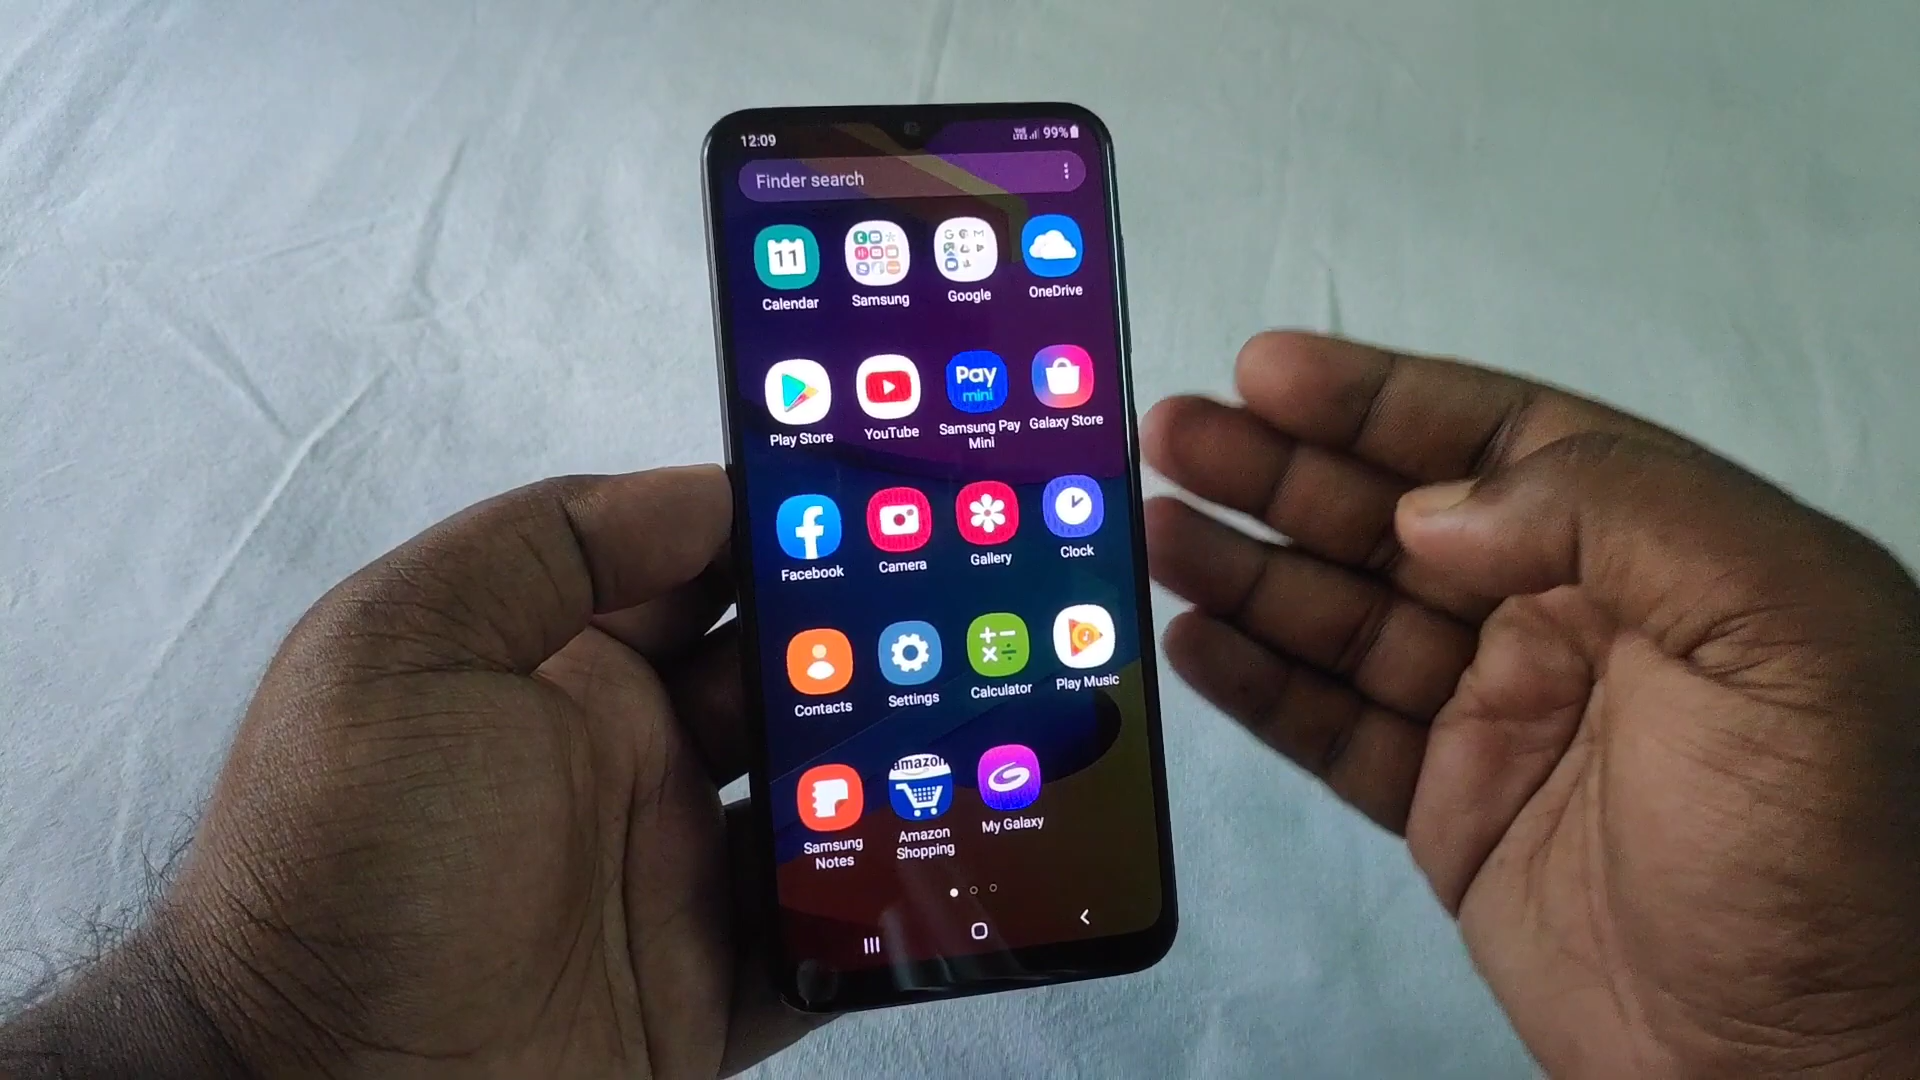 12:09
VoLTE2 99%
Finder search
11
Calendar
Samsung
Google
OneDrive
Play Store
YouTube
Pay
mini
Samsung Pay
Mini
Galaxy Store
Facebook
Camera
Gallery
Clock
Contacts
Settings
Calculator
Play Music
Samsung
Notes
amazon
Amazon
Shopping
My Galaxy